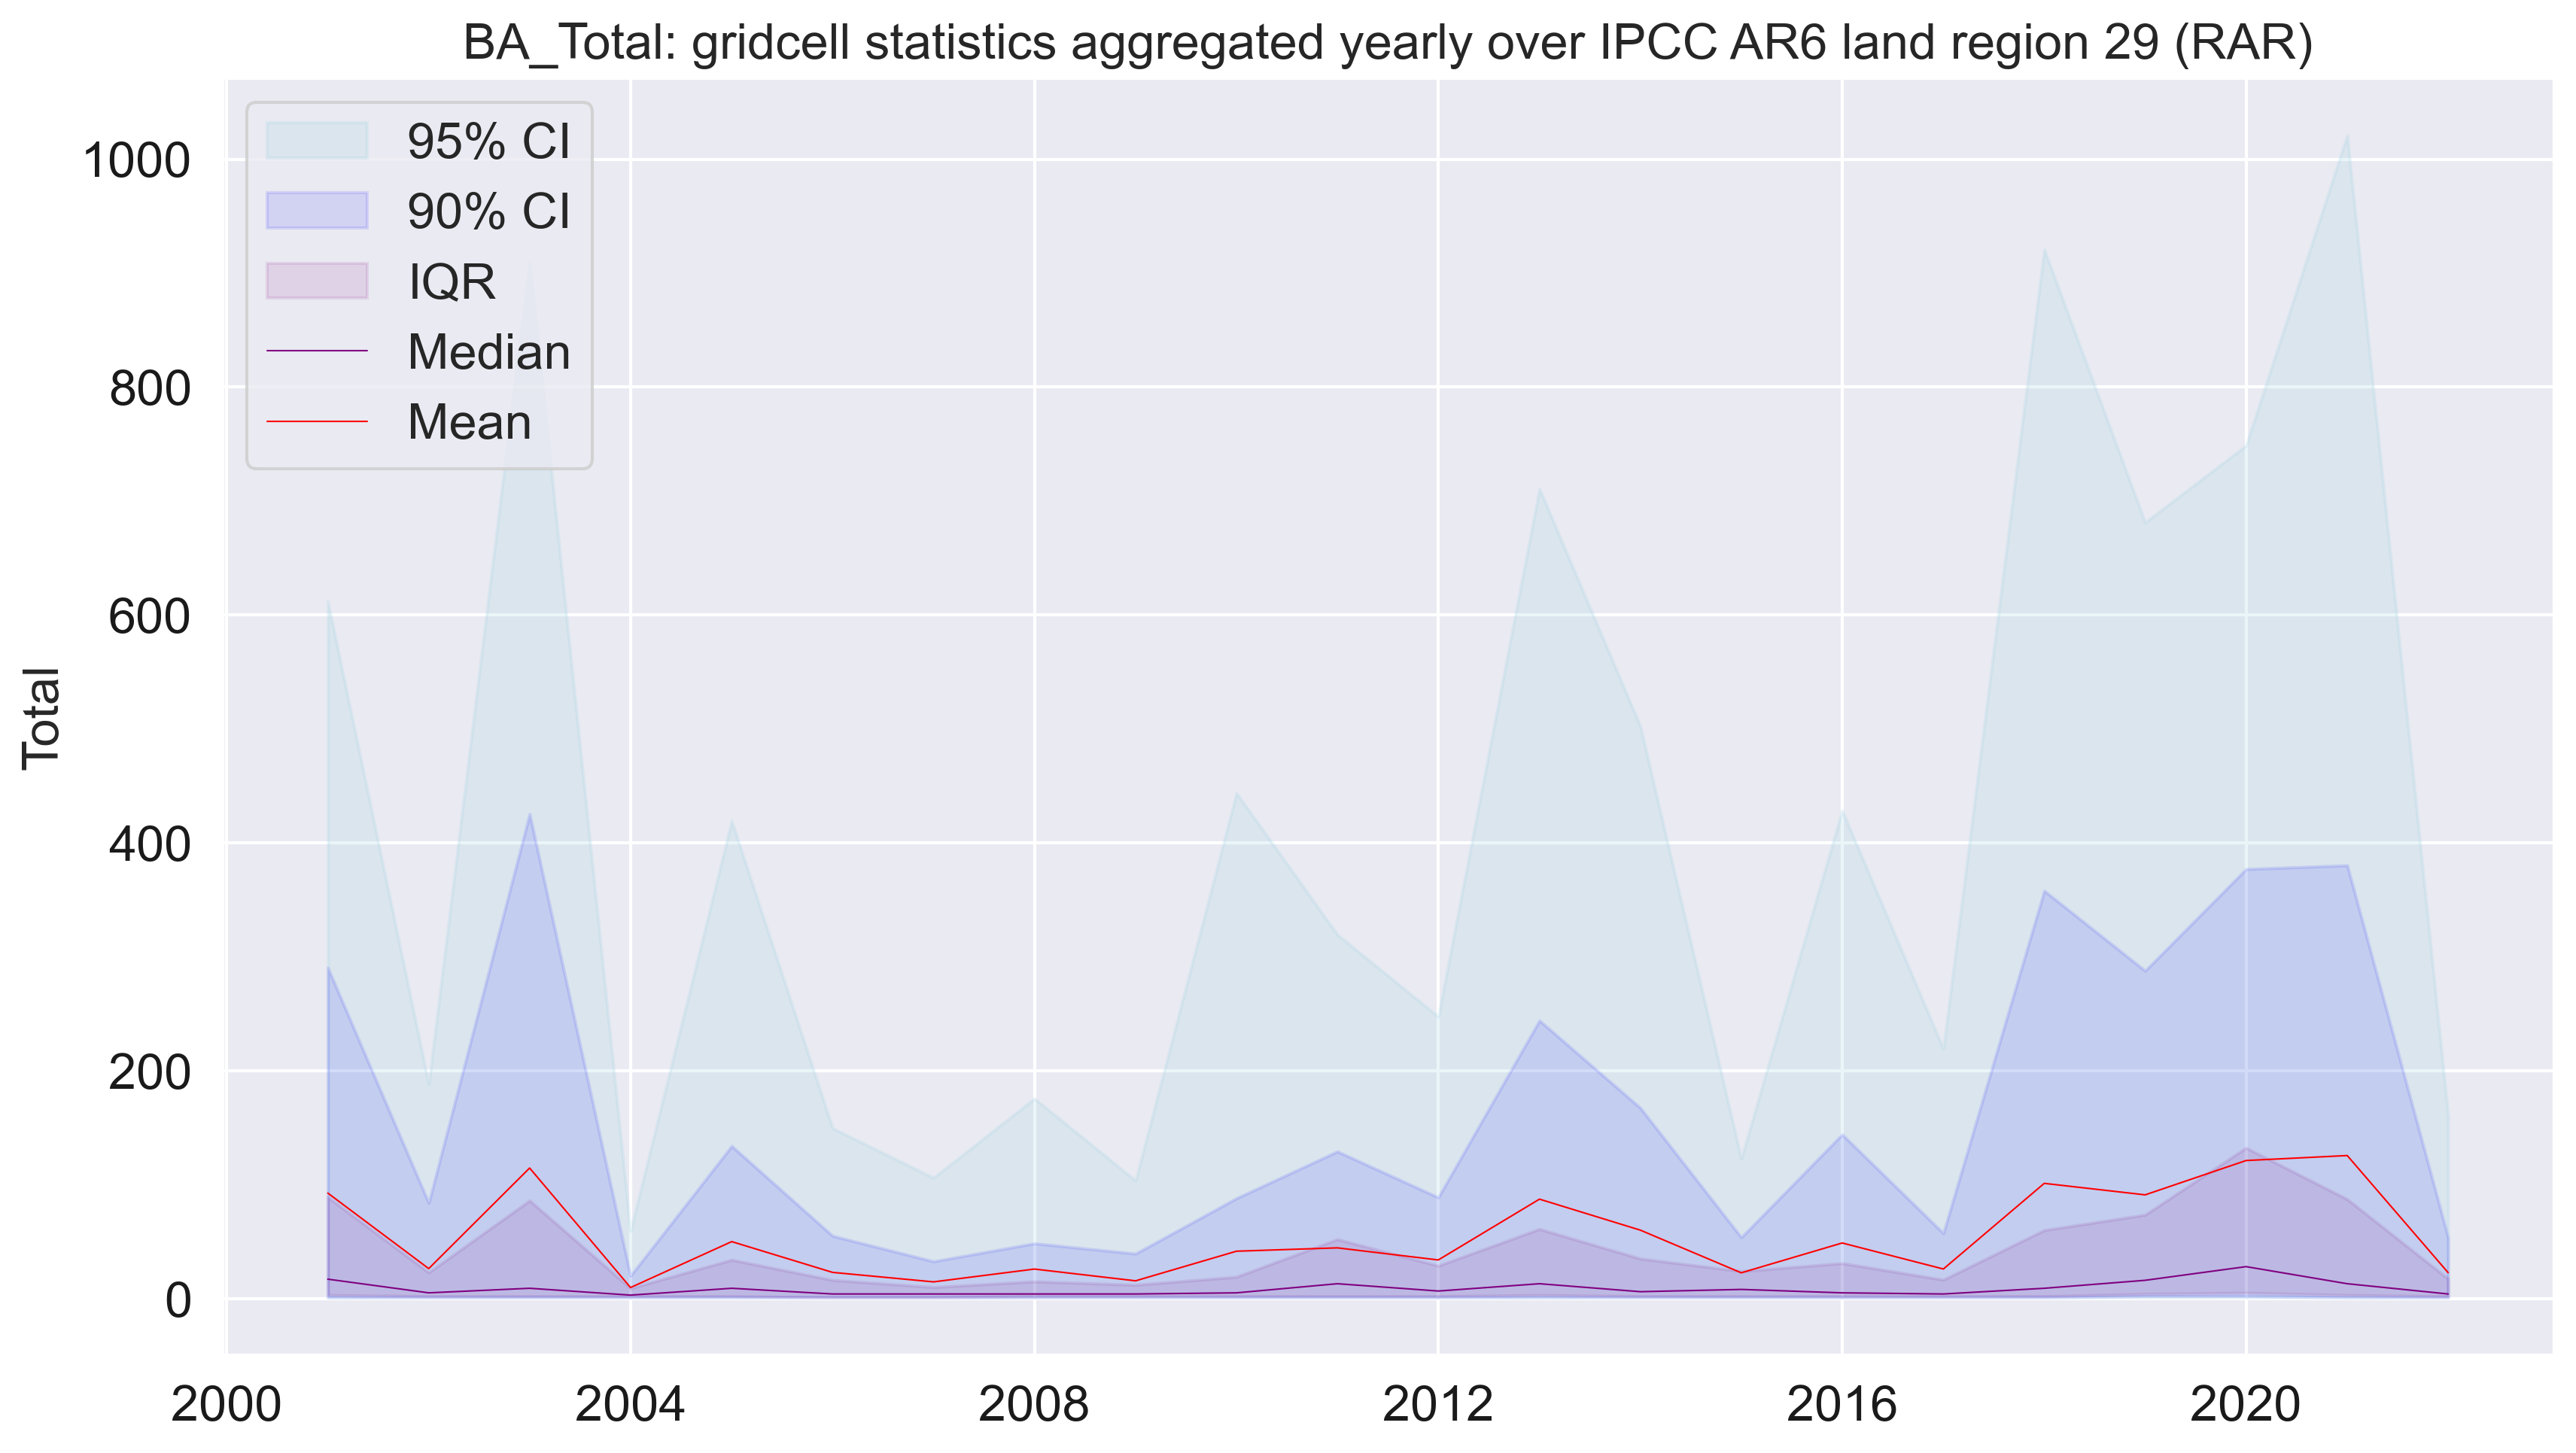 BA_Total: gridcell statistics aggregated yearly over IPCC AR6 land region 29 (RAR)
95% CI
90% CI
IQR
Median
Mean
1000
800
600
400
200
0
Total
2000 2004 2008 2012 2016 2020